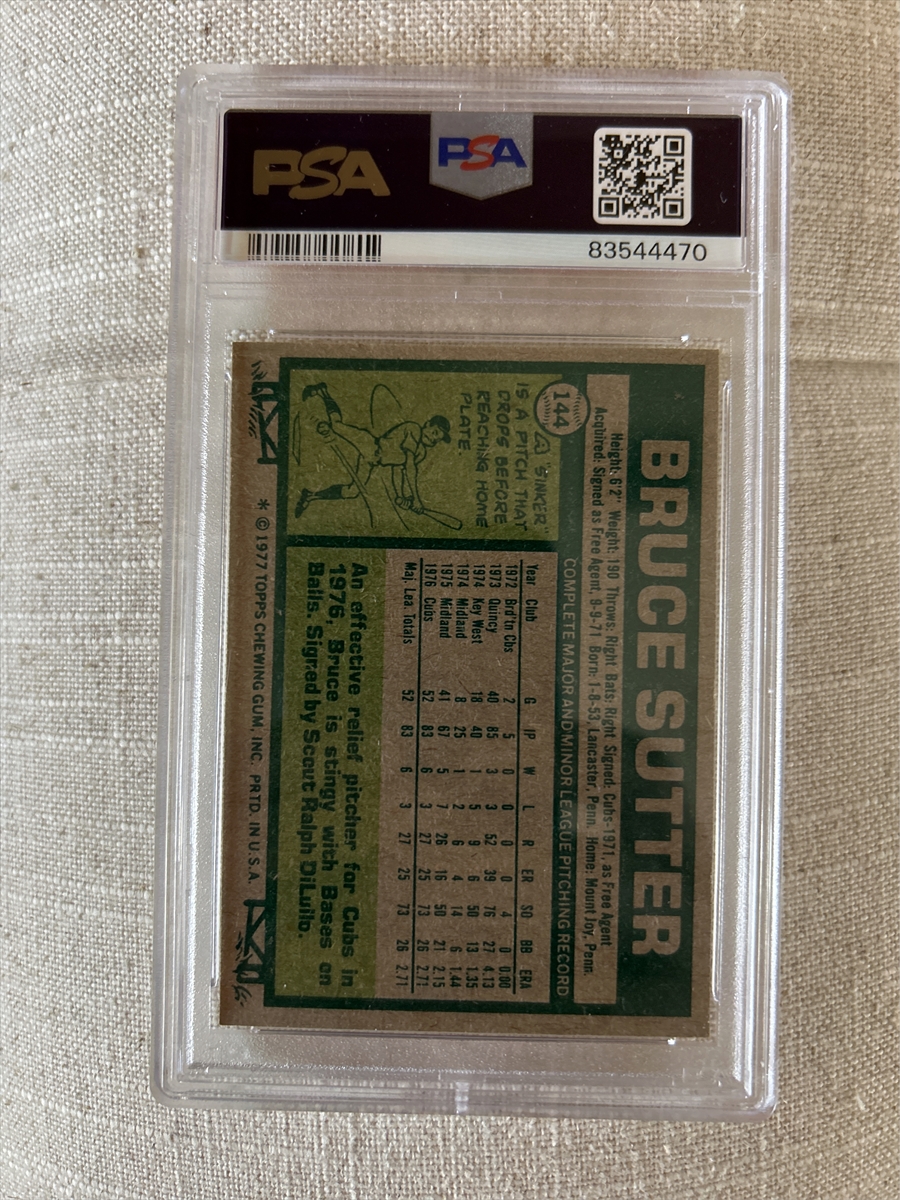 PSA
PSA
83544470
BRUCE SUTTER
144
Height: 6'2" Weight: 190 Throws: Right Bats: Right Signed: Cubs-1971, as Free Agent
Acquired: Signed as Free Agent, 9-9-71 Born: 1-8-53, Lancaster, Penn. Home: Mount Joy, Penn.
COMPLETE MAJOR AND MINOR LEAGUE PITCHING RECORD
Year Club G IP W L R ER SO BB ERA
1972 Brd'tn Cbs 2 5 0 0 0 0 4 0 0.00
1973 Quincy 40 85 3 3 52 39 76 27 4.13
1974 Key West 18 40 1 5 9 6 50 13 1.35
1974 Midland 8 25 1 2 6 4 14 6 1.44
1975 Midland 41 67 5 7 26 16 50 21 2.15
1976 Cubs 52 83 6 3 27 25 73 26 2.71
Maj. Lea. Totals 52 83 6 3 27 25 73 26 2.71
A "SINKER"
IS A PITCH THAT
DROPS BEFORE
REACHING HOME
PLATE.
An effective relief pitcher for Cubs in
1976, Bruce is stingy with Bases on
Balls. Signed by Scout Ralph DiLullo.
* © 1977 TOPPS CHEWING GUM, INC. PRTD. IN U.S.A.